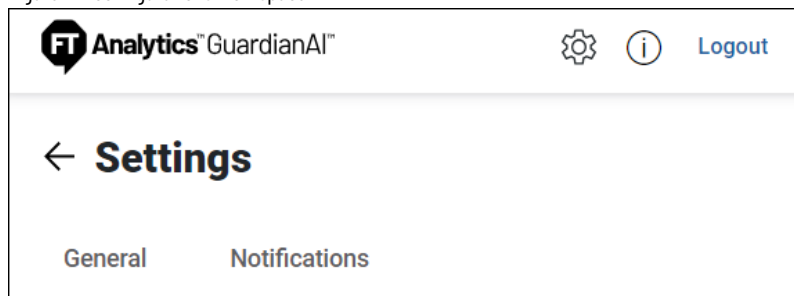 FT Analytics™ GuardianAI™
Logout
Settings
General
Notifications